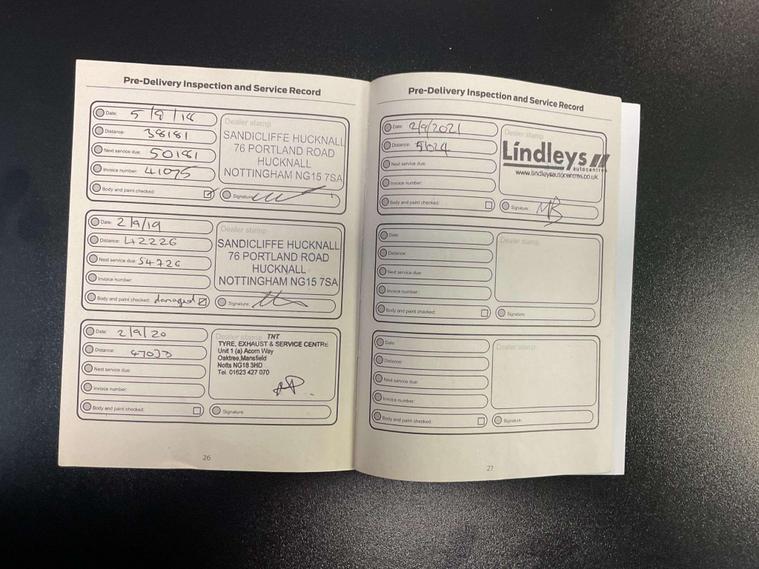 Pre-Delivery Inspection and Service Record
Date: 5/9/18
Distance: 38181
Next service due: 50181
Invoice number: 41075
Body and paint checked:
Dealer stamp
SANDICLIFFE HUCKNALL
76 PORTLAND ROAD
HUCKNALL
NOTTINGHAM NG15 7SA
Signature:
Date: 2/9/19
Distance: 42226
Next service due: 54726
Invoice number:
Body and paint checked: damaged
Dealer stamp
SANDICLIFFE HUCKNALL
76 PORTLAND ROAD
HUCKNALL
NOTTINGHAM NG15 7SA
Signature:
Date: 2/9/20
Distance:
Next service due:
Invoice number:
Body and paint checked:
Dealer stamp
TNT
TYRE, EXHAUST & SERVICE CENTRE
Unit 1 (a) Acorn Way
Oaktree, Mansfield
Notts NG18 3HD
Tel. 01623 427 070
Signature:
26
Pre-Delivery Inspection and Service Record
Date: 2/9/2021
Distance:
Next service due:
Invoice number:
Body and paint checked:
Dealer stamp
Lindleys
autocentres
www.lindleysautocentres.co.uk
Signature: MB
Date:
Distance:
Next service due:
Invoice number:
Body and paint checked:
Dealer stamp
Signature:
Date:
Distance:
Next service due:
Invoice number:
Body and paint checked:
Dealer stamp
Signature:
27